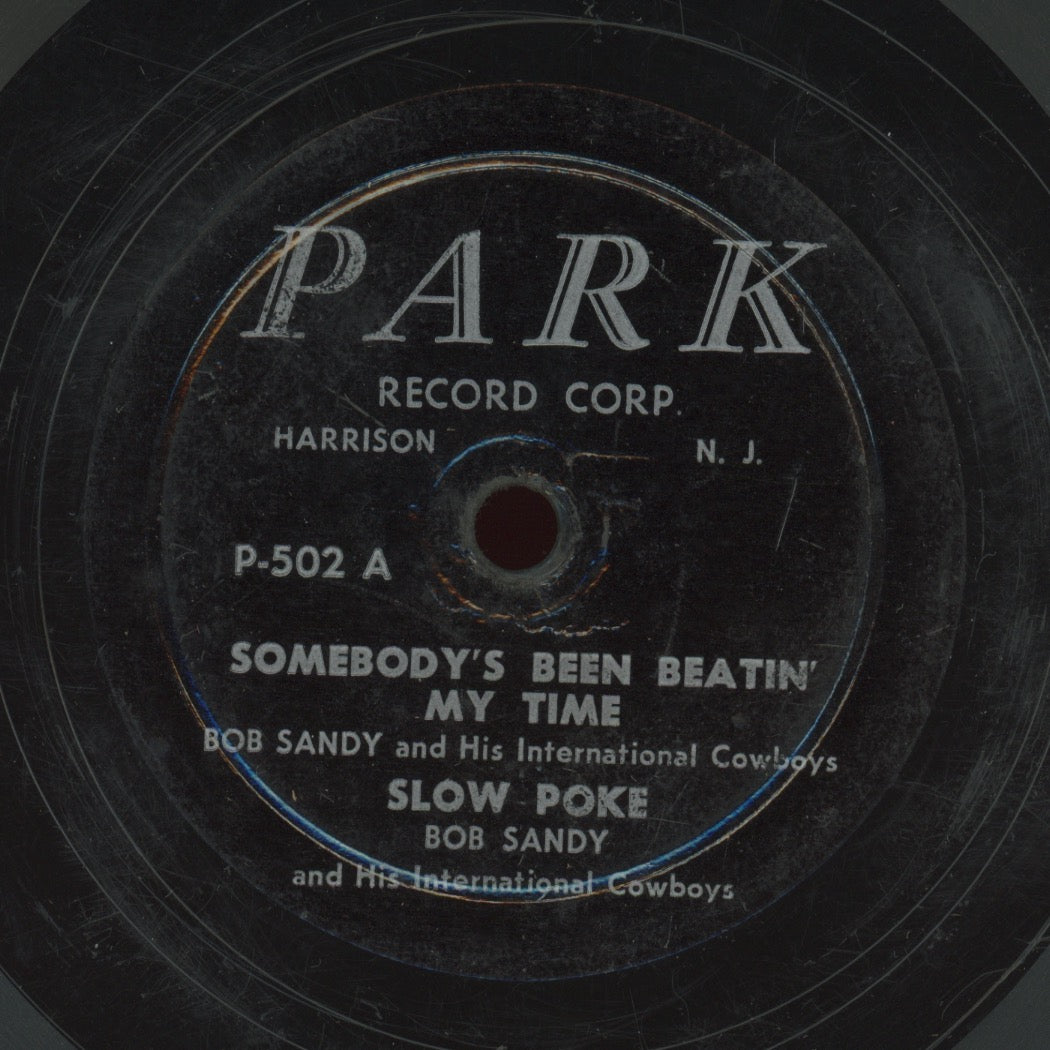 PARK
RECORD CORP.
HARRISON N. J.
P-502 A
SOMEBODY'S BEEN BEATIN'
MY TIME
BOB SANDY and His International Cowboys
SLOW POKE
BOB SANDY
and His International Cowboys